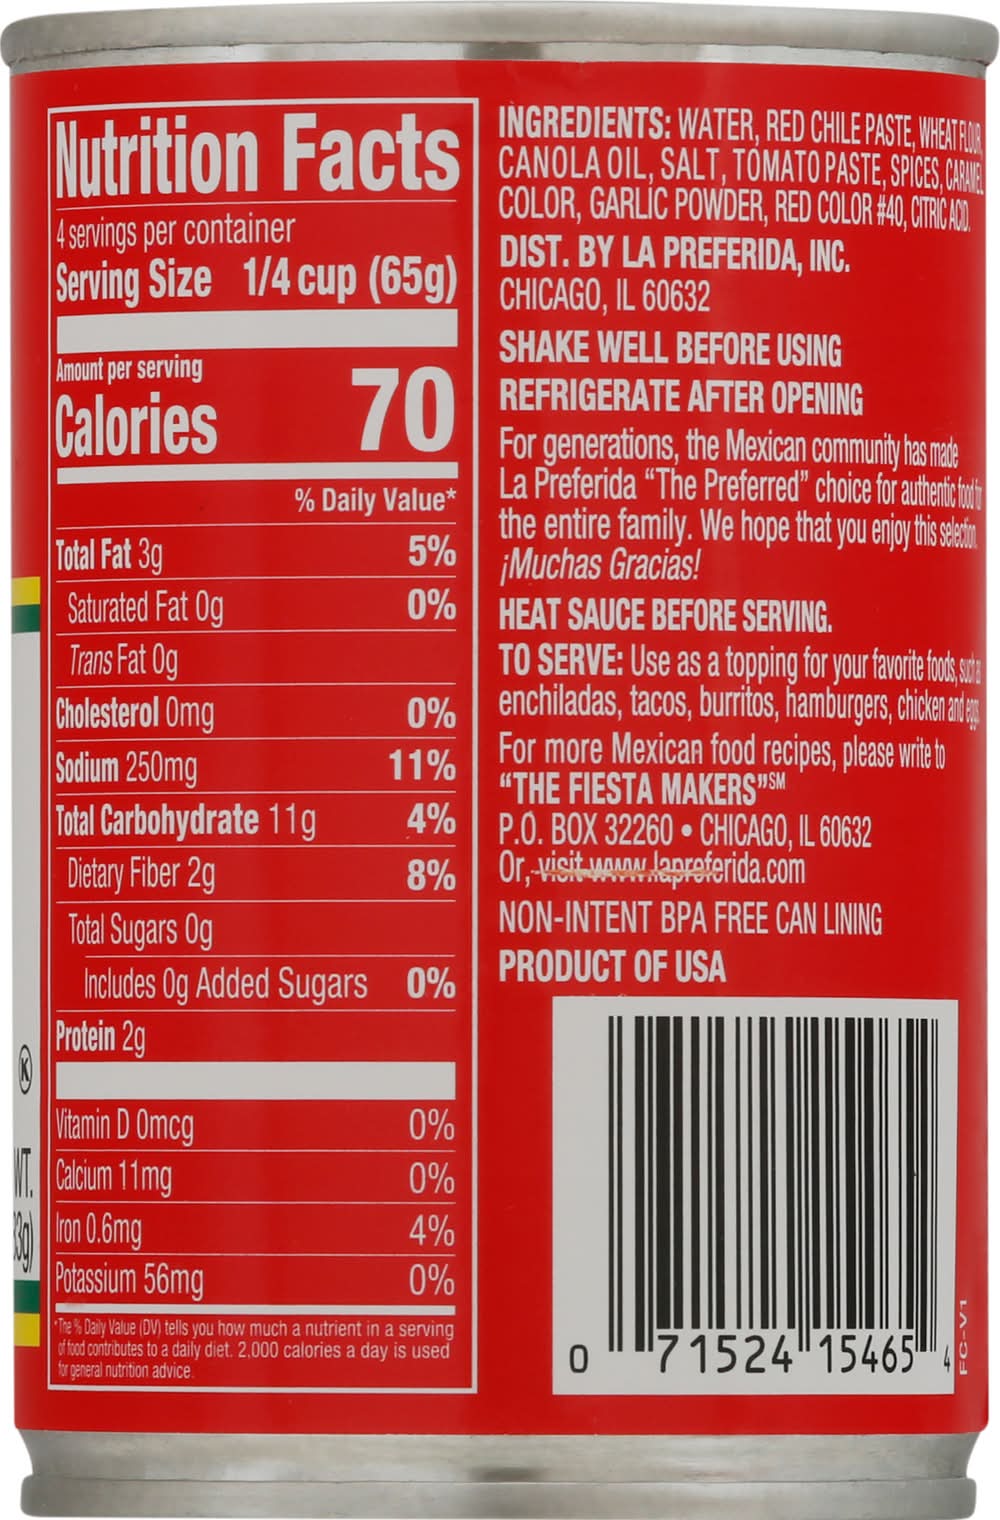 Nutrition Facts
4 servings per container
Serving Size 1/4 cup (65g)
Amount per serving
Calories 70
% Daily Value*
Total Fat 3g 5%
Saturated Fat 0g 0%
Trans Fat 0g
Cholesterol 0mg 0%
Sodium 250mg 11%
Total Carbohydrate 11g 4%
Dietary Fiber 2g 8%
Total Sugars 0g
Includes 0g Added Sugars 0%
Protein 2g
Vitamin D 0mcg 0%
Calcium 11mg 0%
Iron 0.6mg 4%
Potassium 56mg 0%
*The % Daily Value (DV) tells you how much a nutrient in a serving
of food contributes to a daily diet. 2,000 calories a day is used
for general nutrition advice.
INGREDIENTS: WATER, RED CHILE PASTE, WHEAT FLOUR,
CANOLA OIL, SALT, TOMATO PASTE, SPICES, CARAMEL
COLOR, GARLIC POWDER, RED COLOR #40, CITRIC ACID.
DIST. BY LA PREFERIDA, INC.
CHICAGO, IL 60632
SHAKE WELL BEFORE USING
REFRIGERATE AFTER OPENING
For generations, the Mexican community has made
La Preferida “The Preferred” choice for authentic food for
the entire family. We hope that you enjoy this selection.
¡Muchas Gracias!
HEAT SAUCE BEFORE SERVING.
TO SERVE: Use as a topping for your favorite foods, such as
enchiladas, tacos, burritos, hamburgers, chicken and eggs.
For more Mexican food recipes, please write to
“THE FIESTA MAKERS”SM
P.O. BOX 32260 • CHICAGO, IL 60632
Or, visit www.lapreferida.com
NON-INTENT BPA FREE CAN LINING
PRODUCT OF USA
0 71524 15465 4
FC-V1
K
WT.
33g)